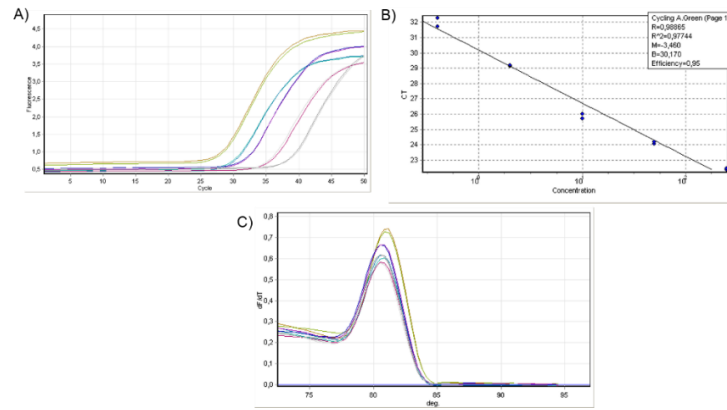 A)
4,5
4,0
3,5
3,0
2,5
2,0
1,5
1,0
0,5
Fluorescence
5 10 15 20 25 30 35 40 45 50
Cycle
B)
Cycling A.Green (Page 1
R=0,98865
R^2=0,97744
M=-3,460
B=30,170
Efficiency=0,95
32
31
30
29
28
27
26
25
24
23
CT
Concentration
C)
0,8
0,7
0,6
0,5
0,4
0,3
0,2
0,1
0,0
dF/dT
75 80 85 90 95
deg.